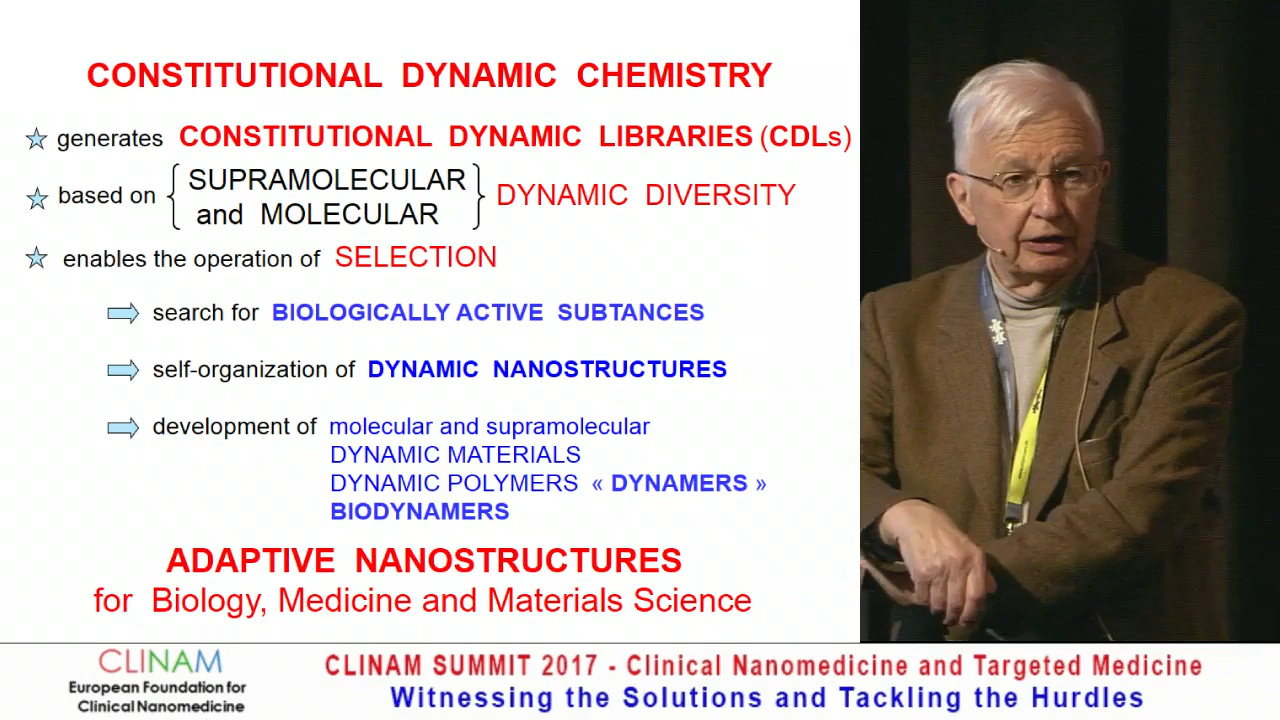 CONSTITUTIONAL DYNAMIC CHEMISTRY
generates CONSTITUTIONAL DYNAMIC LIBRARIES (CDLs)
based on { SUPRAMOLECULAR and MOLECULAR } DYNAMIC DIVERSITY
enables the operation of SELECTION
search for BIOLOGICALLY ACTIVE SUBTANCES
self-organization of DYNAMIC NANOSTRUCTURES
development of molecular and supramolecular
DYNAMIC MATERIALS
DYNAMIC POLYMERS « DYNAMERS »
BIODYNAMERS
ADAPTIVE NANOSTRUCTURES
for Biology, Medicine and Materials Science
CLINAM
European Foundation for
Clinical Nanomedicine
CLINAM SUMMIT 2017 - Clinical Nanomedicine and Targeted Medicine
Witnessing the Solutions and Tackling the Hurdles